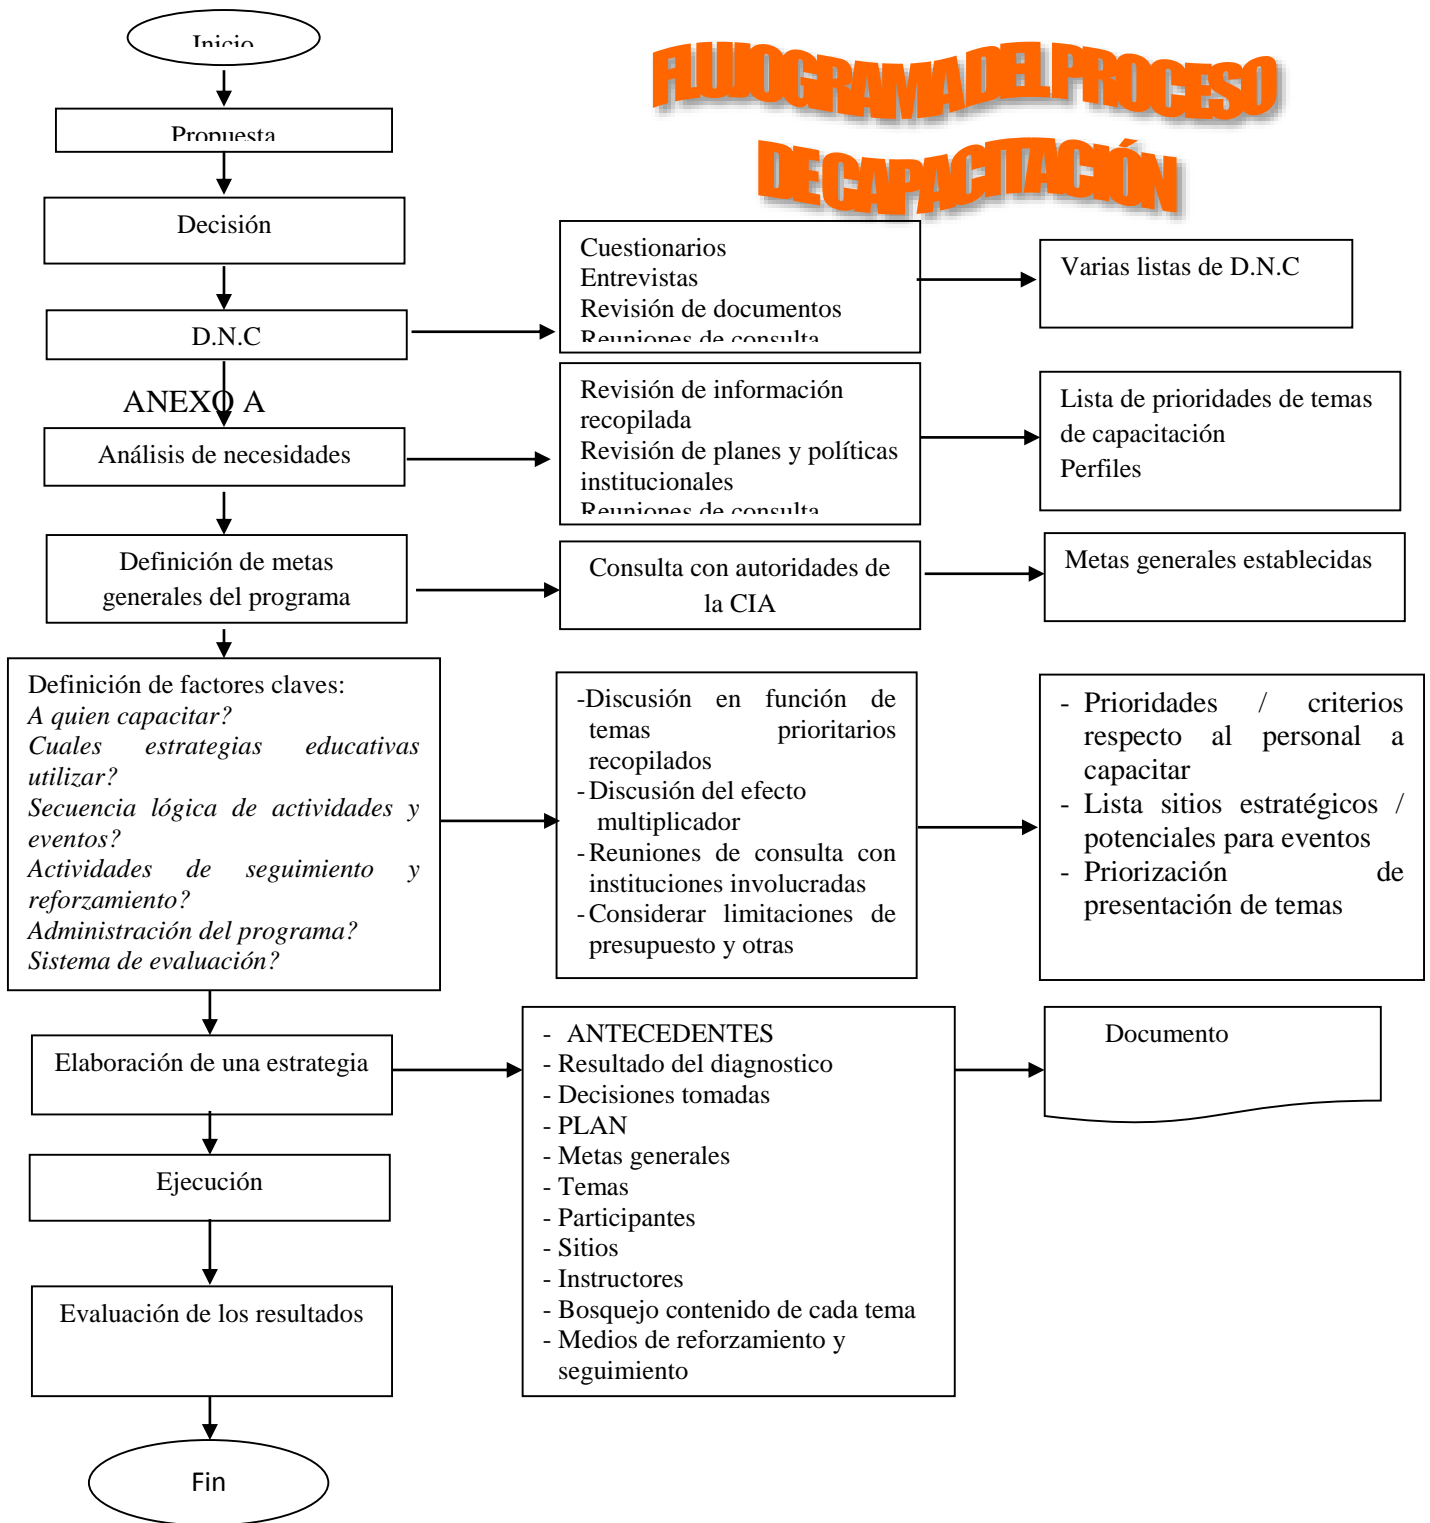 FLUJOGRAMA DEL PROCESO
DE CAPACITACIÓN
Inicio
Propuesta
Decisión
D.N.C
Cuestionarios
Entrevistas
Revisión de documentos
Reuniones de consulta
Varias listas de D.N.C
ANEXO A
Análisis de necesidades
Revisión de información
recopilada
Revisión de planes y políticas
institucionales
Reuniones de consulta
Lista de prioridades de temas
de capacitación
Perfiles
Definición de metas
generales del programa
Consulta con autoridades de
la CIA
Metas generales establecidas
Definición de factores claves:
A quien capacitar?
Cuales estrategias educativas
utilizar?
Secuencia lógica de actividades y
eventos?
Actividades de seguimiento y
reforzamiento?
Administración del programa?
Sistema de evaluación?
-Discusión en función de
temas prioritarios
recopilados
-Discusión del efecto
multiplicador
-Reuniones de consulta con
instituciones involucradas
-Considerar limitaciones de
presupuesto y otras
- Prioridades / criterios
respecto al personal a
capacitar
- Lista sitios estratégicos /
potenciales para eventos
- Priorización de
presentación de temas
Elaboración de una estrategia
- ANTECEDENTES
- Resultado del diagnostico
- Decisiones tomadas
- PLAN
- Metas generales
- Temas
- Participantes
- Sitios
- Instructores
- Bosquejo contenido de cada tema
- Medios de reforzamiento y
seguimiento
Documento
Ejecución
Evaluación de los resultados
Fin